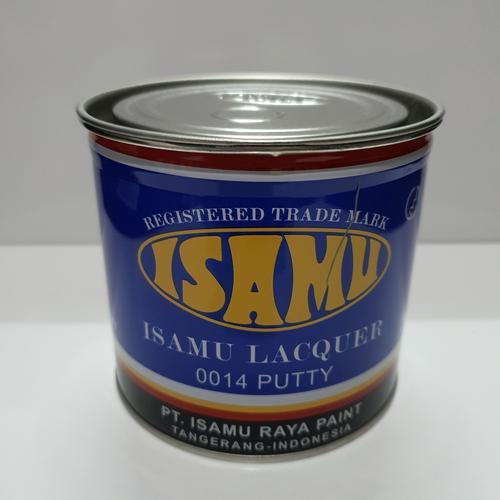 REGISTERED TRADE MARK
ISAMU
ISAMU LACQUER
0014 PUTTY
PT. ISAMU RAYA PAINT
TANGERANG-INDONESIA